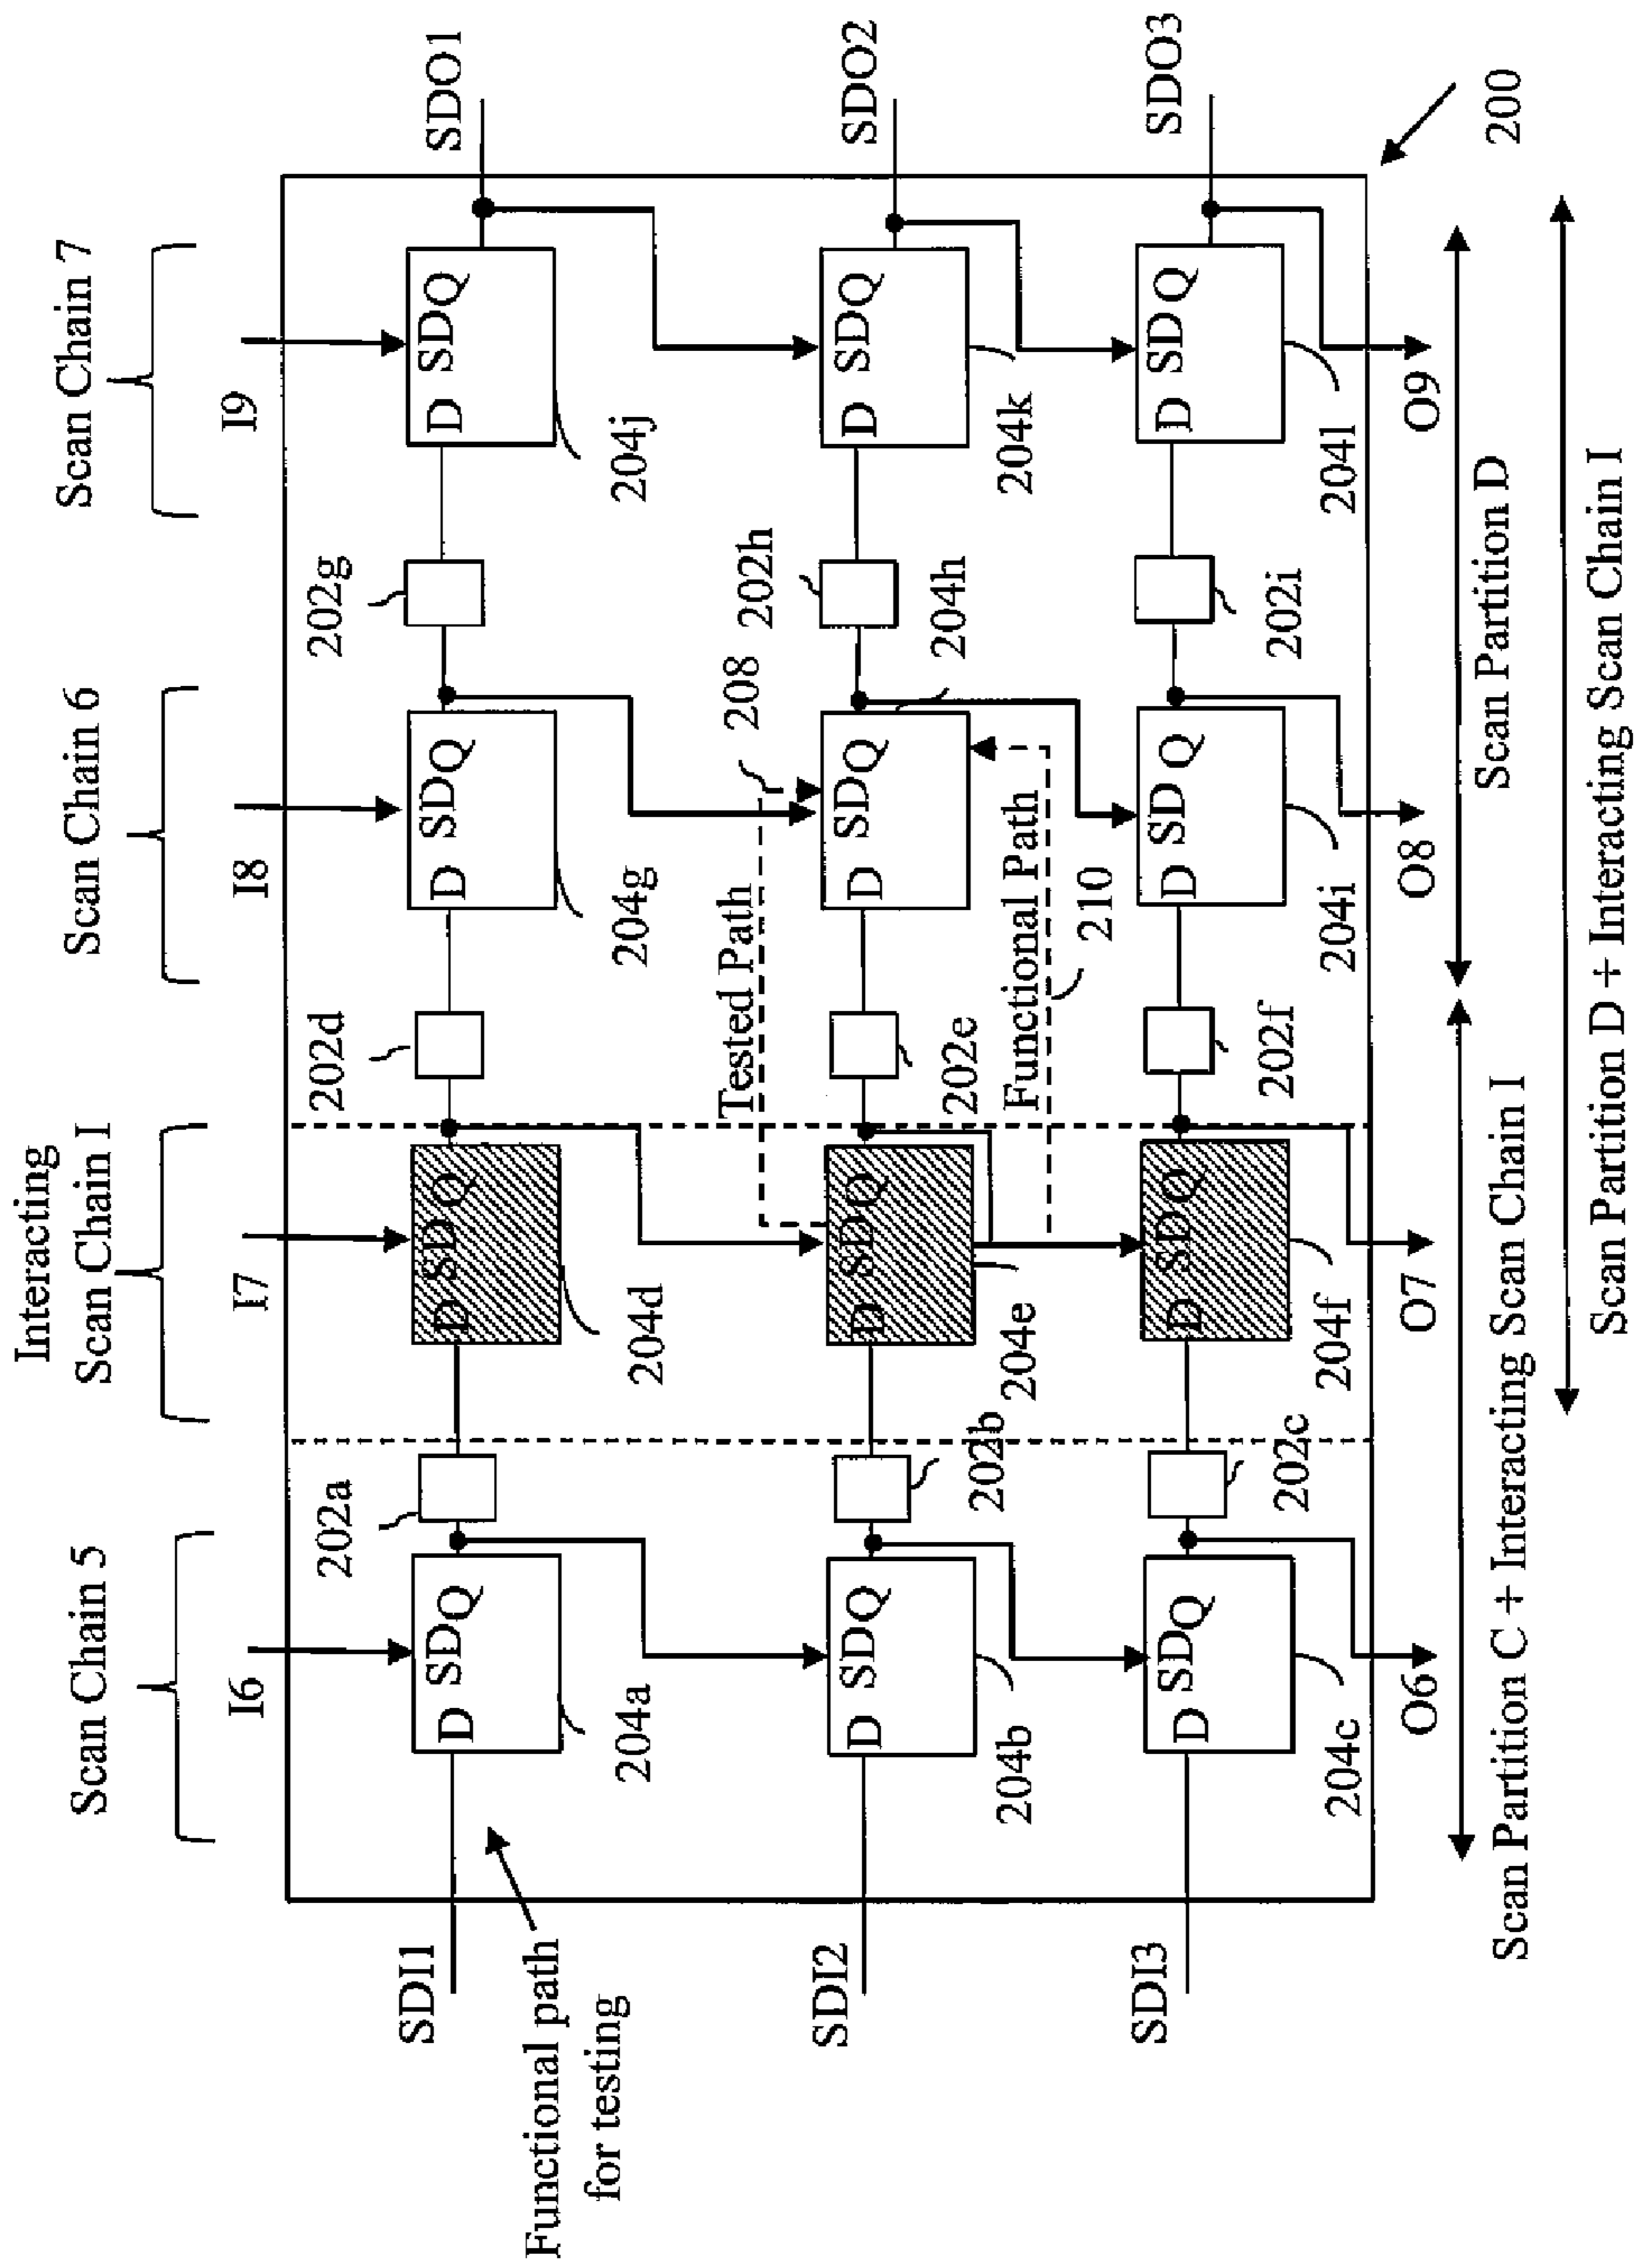 Interacting
Scan Chain 5
Scan Chain I
Scan Chain 6
Scan Chain 7
I6
I7
I8
I9
202a
202d
202g
SDI1
D SD Q
D SD Q
D SD Q
D SD Q
SDO1
204a
204d
204g
204j
Functional path
for testing
Tested Path
208
202h
SDI2
D SD Q
D SD Q
D SD Q
D SD Q
SDO2
202b
202e
204h
204b
204e
204k
Functional Path
210
SDI3
D SD Q
D SD Q
D SD Q
D SD Q
SDO3
202c
202f
202i
204c
204f
204i
204l
O6
O7
O8
O9
200
Scan Partition C + Interacting Scan Chain I
Scan Partition D
Scan Partition D + Interacting Scan Chain I